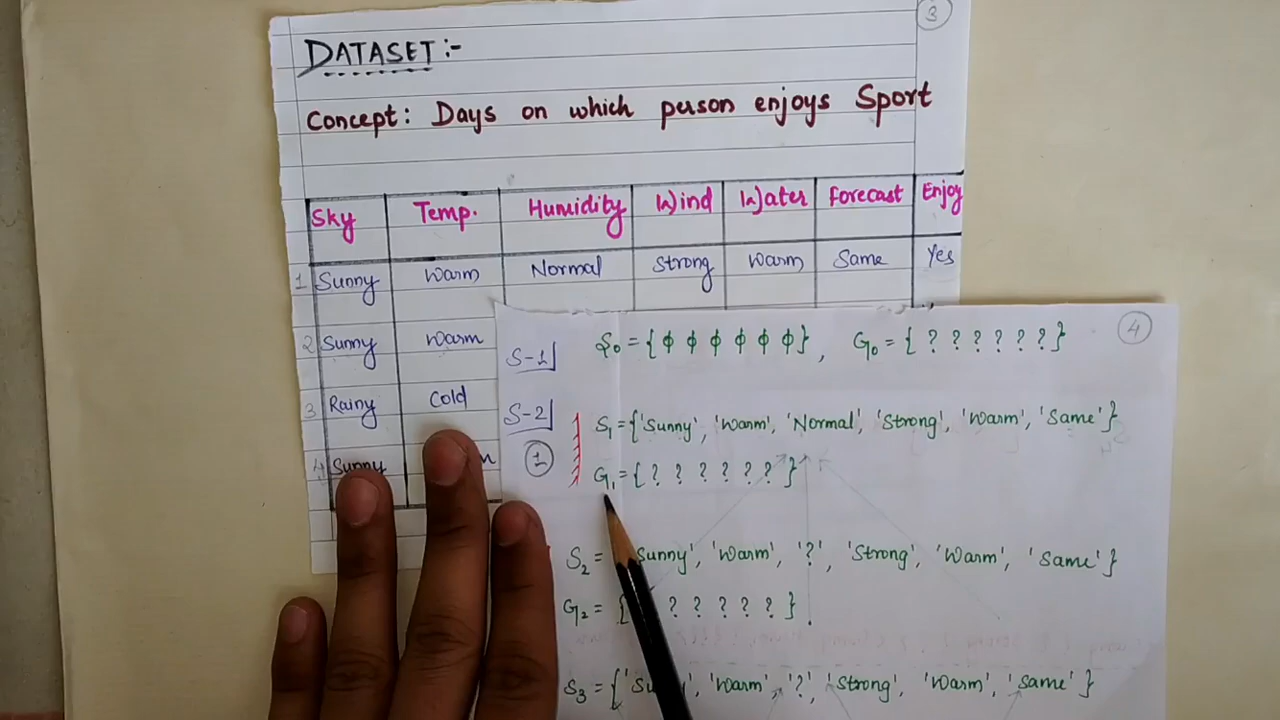 3
DATASET:-
Concept: Days on which person enjoys Sport
Sky Temp. Humidity Wind Water Forecast Enjoy
1 Sunny Warm Normal Strong Warm Same Yes
2 Sunny Warm
3 Rainy Cold
4 Sunny
4
S-1 S₀ = {ϕ ϕ ϕ ϕ ϕ ϕ}, G₀ = {? ? ? ? ? ?}
S-2 S₁ = {'Sunny', 'Warm', 'Normal', 'Strong', 'Warm', 'Same'}
1 G₁ = {? ? ? ? ? ?}
S₂ = Sunny', 'Warm', '?', 'Strong', 'Warm', 'Same'}
G₂ = { ? ? ? ? ? }
S₃ = {'Su 'Warm', '?', 'Strong', 'Warm', 'Same'}